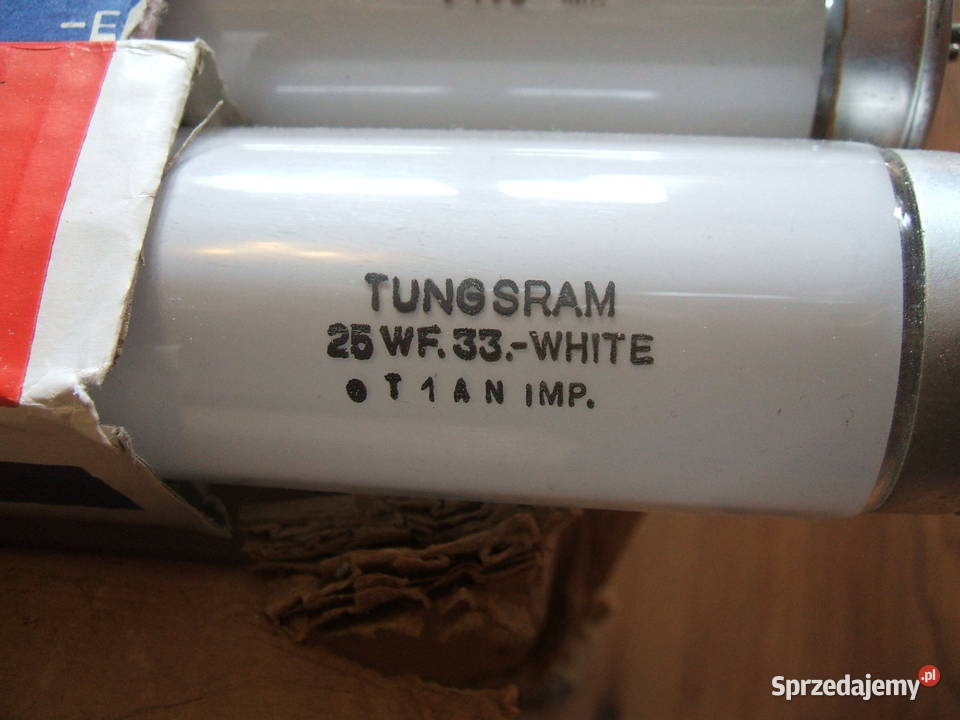 -E
TUNGSRAM
25 WF. 33.-WHITE
● T 1 A N IMP.
Sprzedajemy.pl